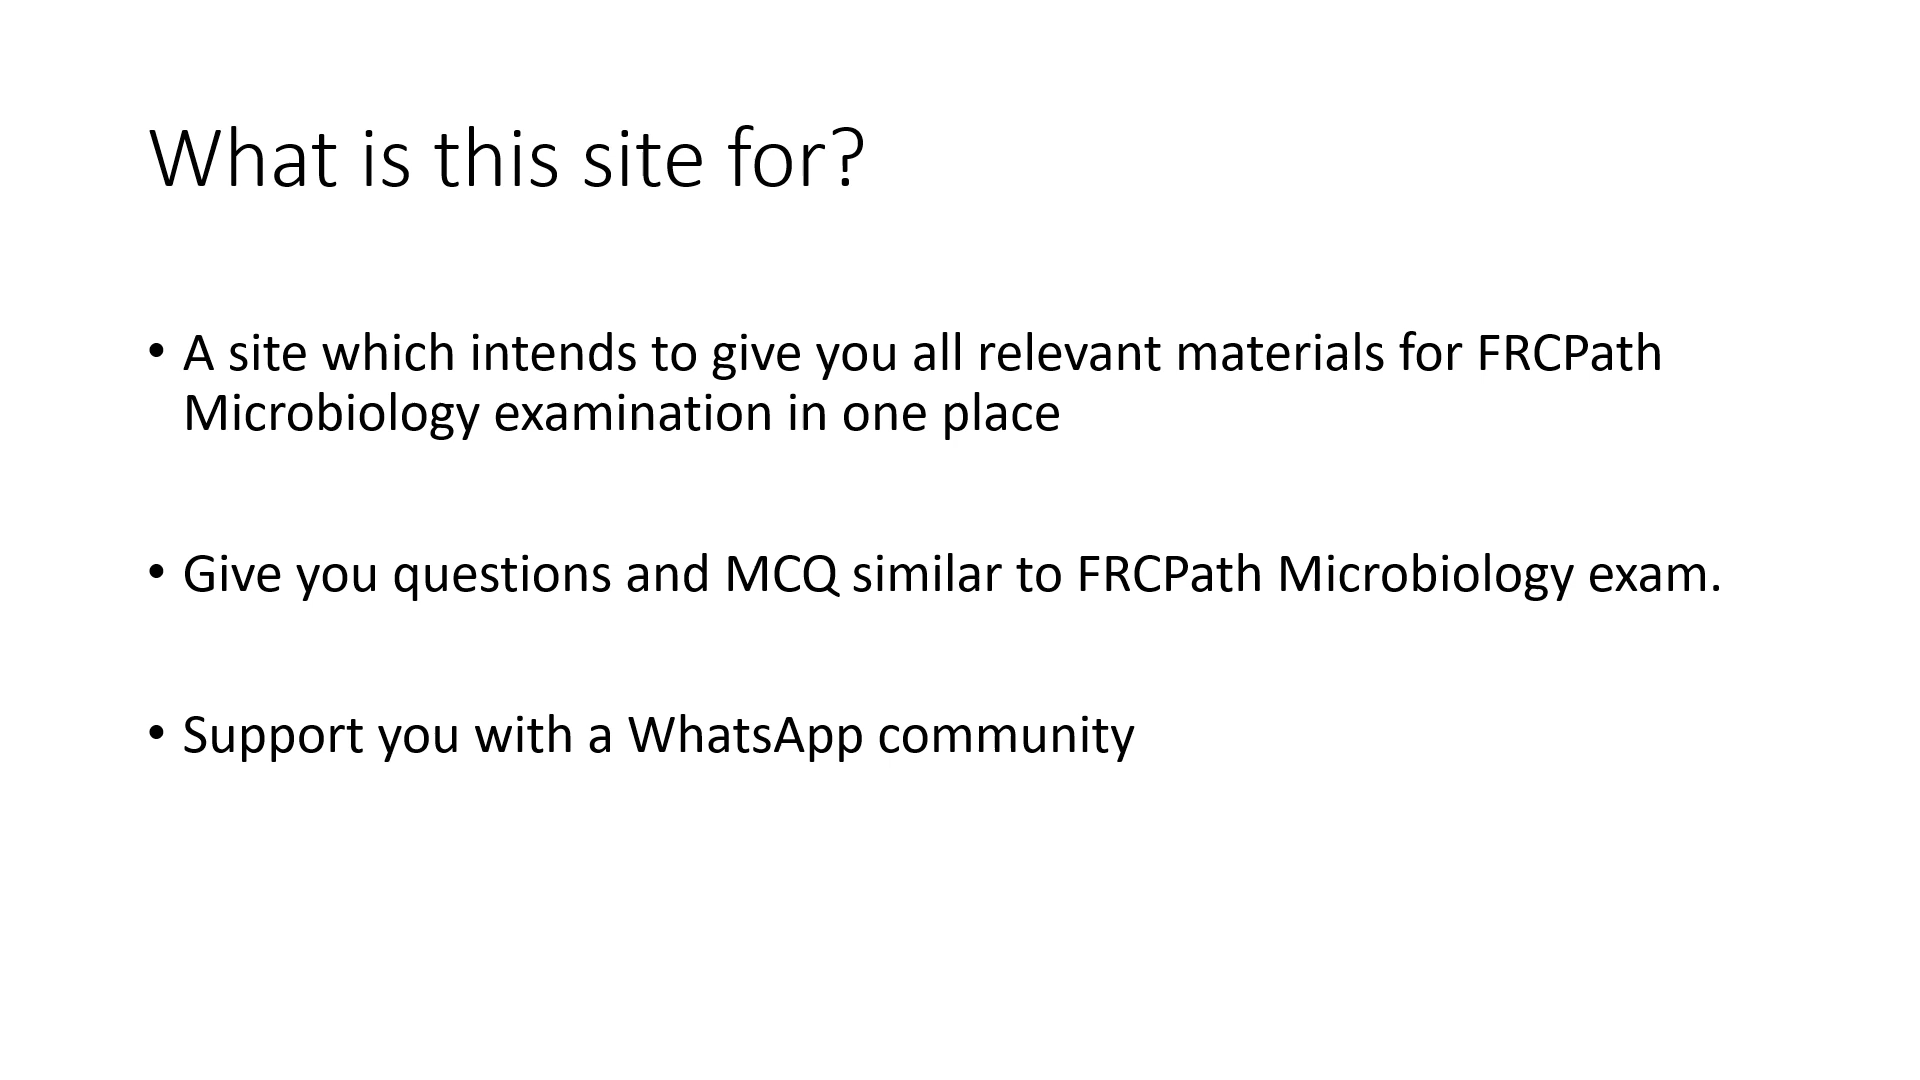 What is this site for?
• A site which intends to give you all relevant materials for FRCPath
Microbiology examination in one place
• Give you questions and MCQ similar to FRCPath Microbiology exam.
• Support you with a WhatsApp community